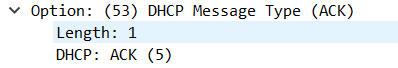 Option: (53) DHCP Message Type (ACK)
Length: 1
DHCP: ACK (5)